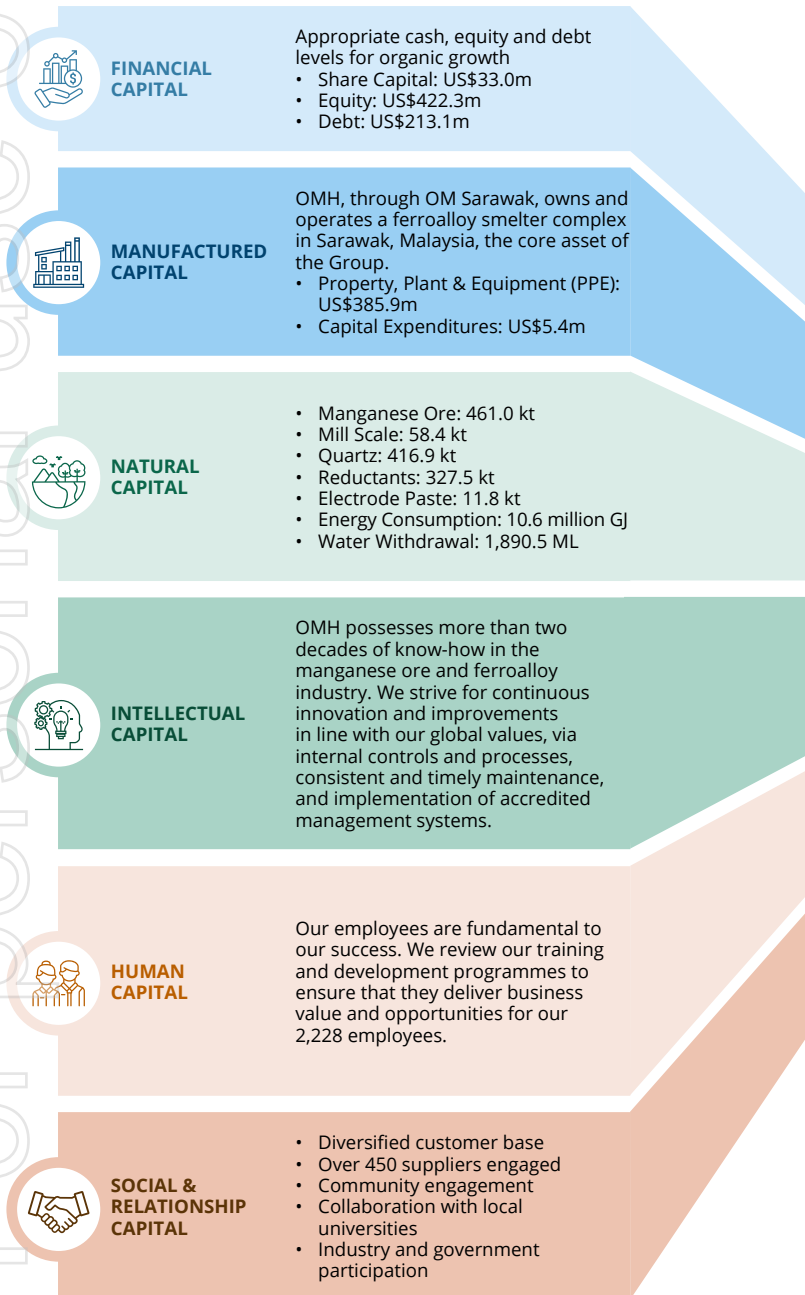 FINANCIAL
CAPITAL
Appropriate cash, equity and debt
levels for organic growth
• Share Capital: US$33.0m
• Equity: US$422.3m
• Debt: US$213.1m
MANUFACTURED
CAPITAL
OMH, through OM Sarawak, owns and
operates a ferroalloy smelter complex
in Sarawak, Malaysia, the core asset of
the Group.
• Property, Plant & Equipment (PPE):
US$385.9m
• Capital Expenditures: US$5.4m
NATURAL
CAPITAL
• Manganese Ore: 461.0 kt
• Mill Scale: 58.4 kt
• Quartz: 416.9 kt
• Reductants: 327.5 kt
• Electrode Paste: 11.8 kt
• Energy Consumption: 10.6 million GJ
• Water Withdrawal: 1,890.5 ML
INTELLECTUAL
CAPITAL
OMH possesses more than two
decades of know-how in the
manganese ore and ferroalloy
industry. We strive for continuous
innovation and improvements
in line with our global values, via
internal controls and processes,
consistent and timely maintenance,
and implementation of accredited
management systems.
HUMAN
CAPITAL
Our employees are fundamental to
our success. We review our training
and development programmes to
ensure that they deliver business
value and opportunities for our
2,228 employees.
SOCIAL &
RELATIONSHIP
CAPITAL
• Diversified customer base
• Over 450 suppliers engaged
• Community engagement
• Collaboration with local
universities
• Industry and government
participation